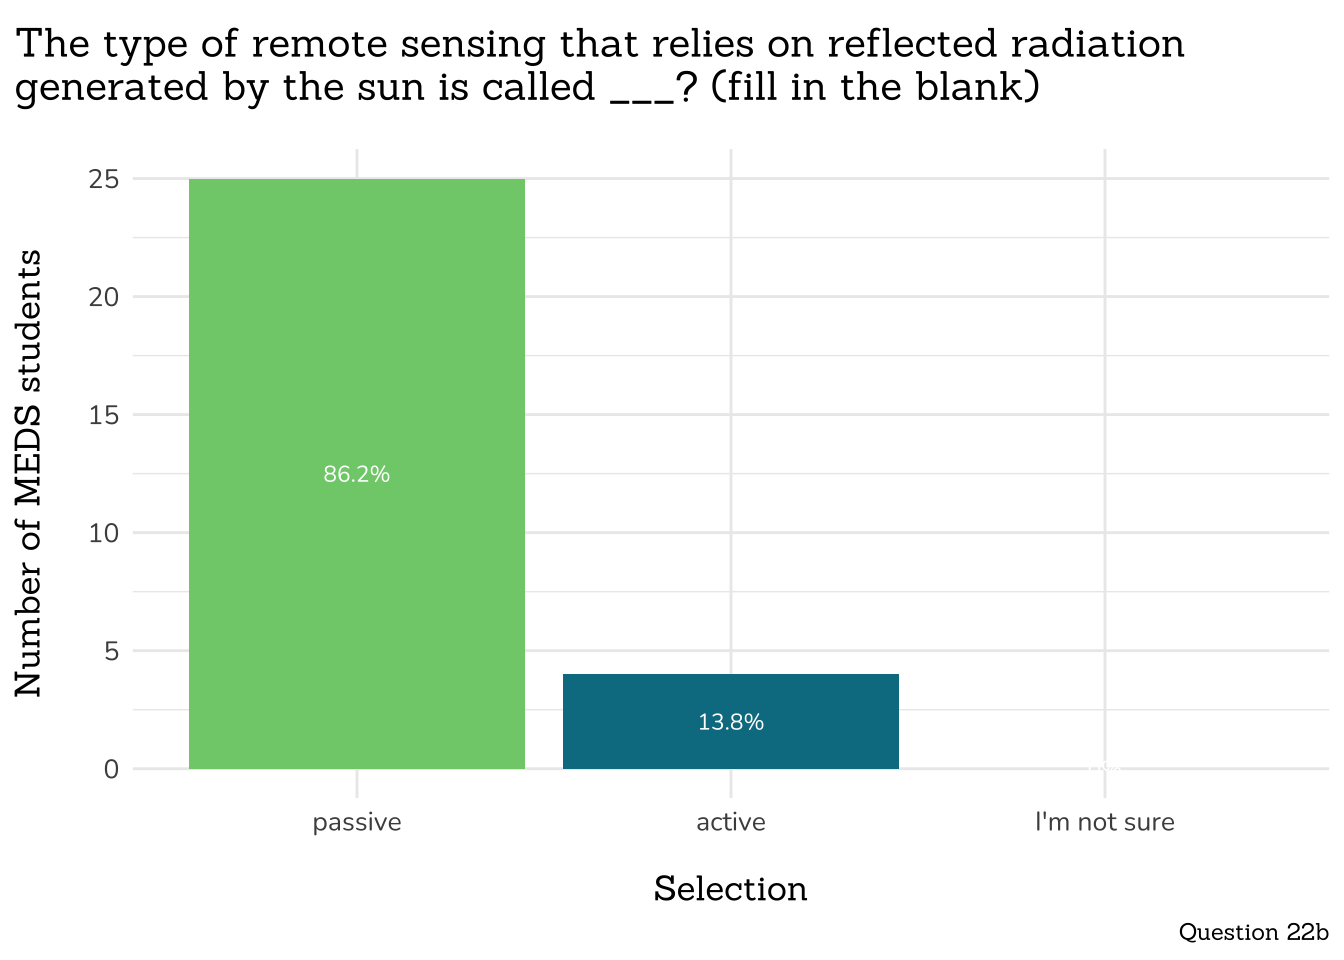 The type of remote sensing that relies on reflected radiation
generated by the sun is called ___? (fill in the blank)
Number of MEDS students
25
20
15
10
5
0
86.2%
13.8%
passive
active
I'm not sure
Selection
Question 22b